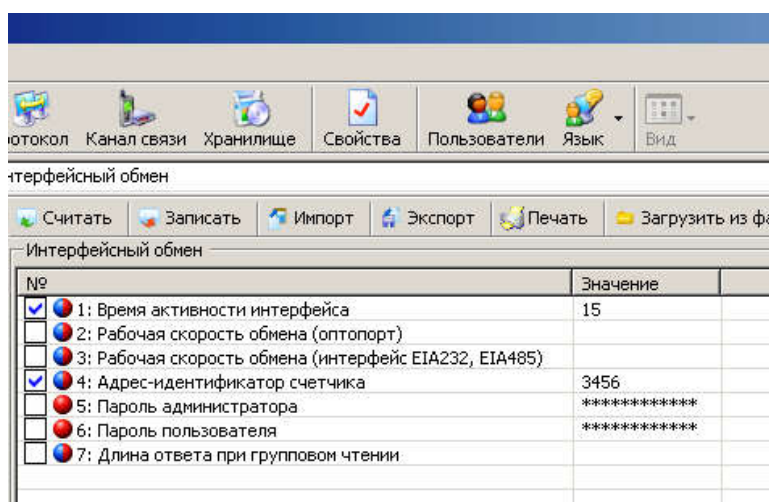 отокол Канал связи Хранилище Свойства Пользователи Язык Вид
нтерфейсный обмен
Считать Записать Импорт Экспорт Печать Загрузить из фа
Интерфейсный обмен
№ Значение
1: Время активности интерфейса 15
2: Рабочая скорость обмена (оптопорт)
3: Рабочая скорость обмена (интерфейс EIA232, EIA485)
4: Адрес-идентификатор счетчика 3456
5: Пароль администратора ************
6: Пароль пользователя ************
7: Длина ответа при групповом чтении